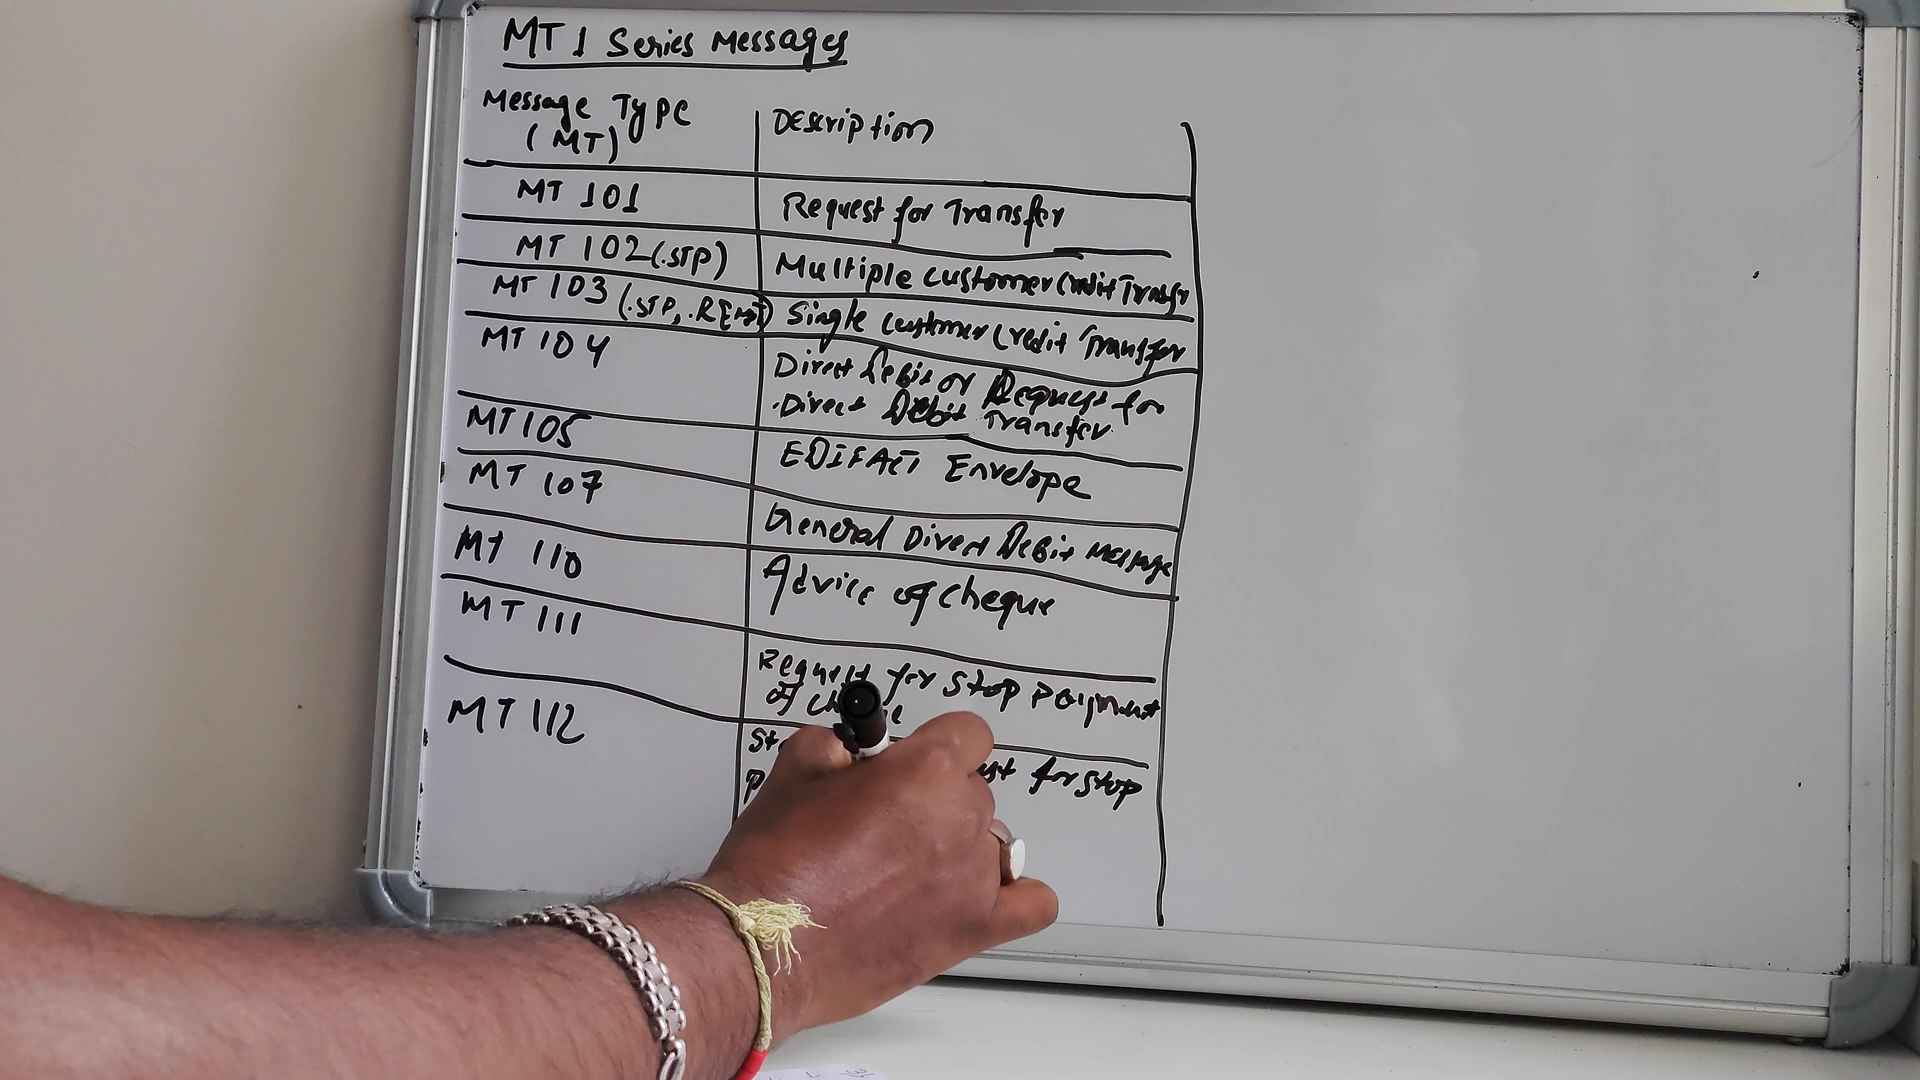 MT 1 Series Messages
Message Type
(MT)
Description
MT 101
Request for Transfer
MT 102 (.STP)
Multiple customer Credit Transfr
MT 103 (.STP, .REMIT)
Single customer Credit Transfer
MT 104
Direct Debit or Request for
Direct Debit Transfer
MT 105
EDIFACT Envelope
MT 107
General Direct Debit Message
MT 110
Advice of cheque
MT 111
Request for Stop Payment
of
MT 112
for stop